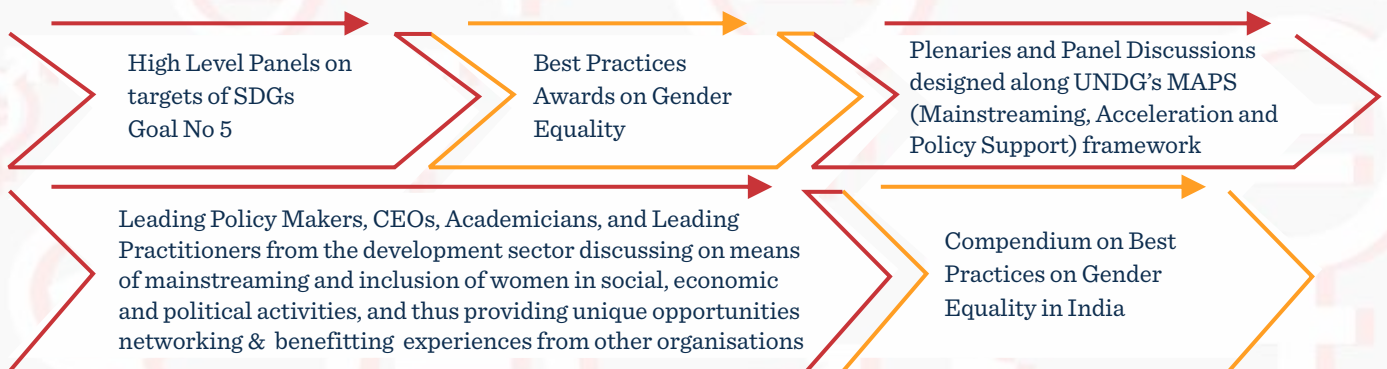 High Level Panels on
targets of SDGs
Goal No 5
Best Practices
Awards on Gender
Equality
Plenaries and Panel Discussions
designed along UNDG’s MAPS
(Mainstreaming, Acceleration and
Policy Support) framework
Leading Policy Makers, CEOs, Academicians, and Leading
Practitioners from the development sector discussing on means
of mainstreaming and inclusion of women in social, economic
and political activities, and thus providing unique opportunities
networking & benefitting experiences from other organisations
Compendium on Best
Practices on Gender
Equality in India